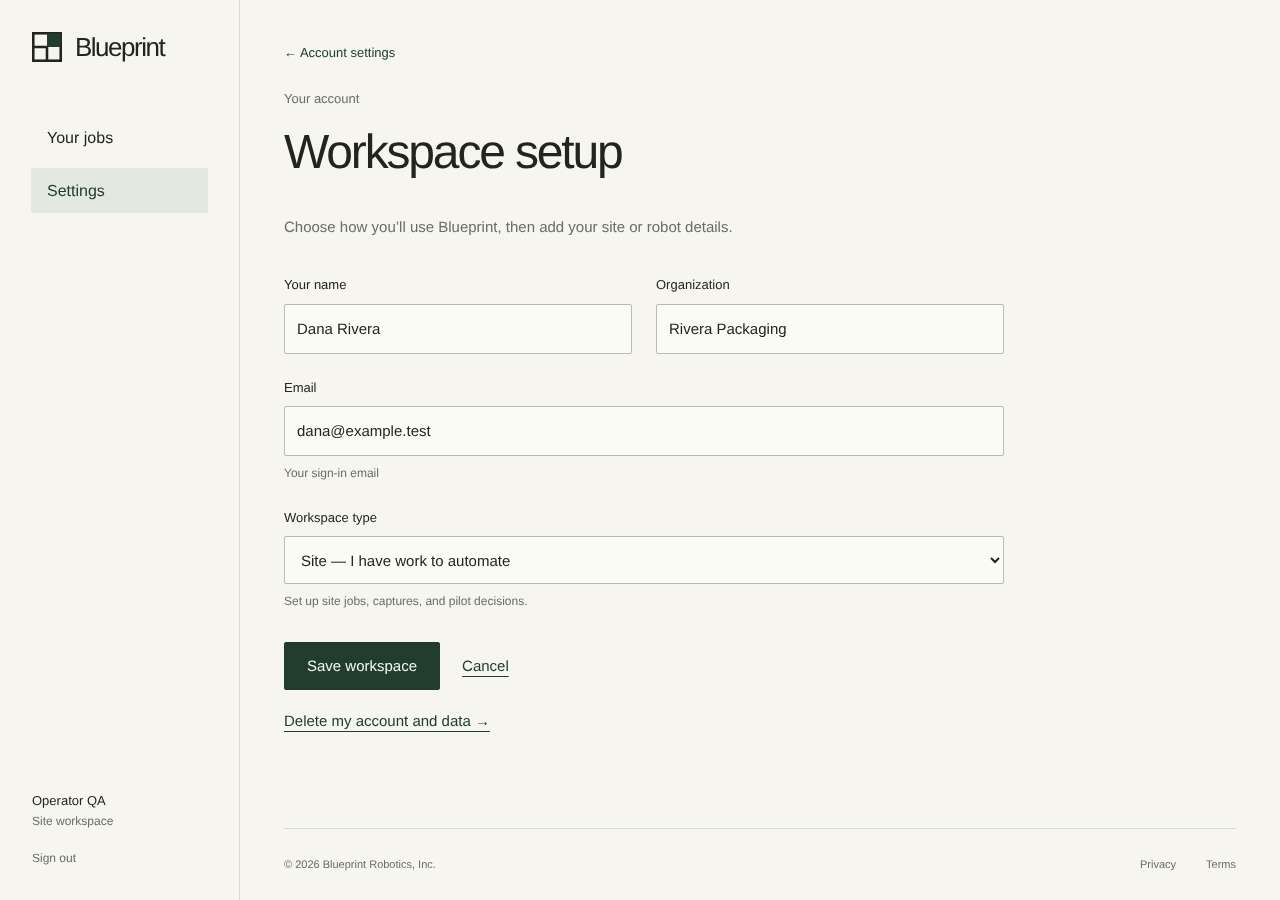 Blueprint
Your jobs
Settings
Operator QA
Site workspace
Sign out
← Account settings
Your account
Workspace setup
Choose how you'll use Blueprint, then add your site or robot details.
Your name
Organization
Dana Rivera
Rivera Packaging
Email
dana@example.test
Your sign-in email
Workspace type
Site — I have work to automate
Set up site jobs, captures, and pilot decisions.
Save workspace
Cancel
Delete my account and data →
© 2026 Blueprint Robotics, Inc.
Privacy
Terms